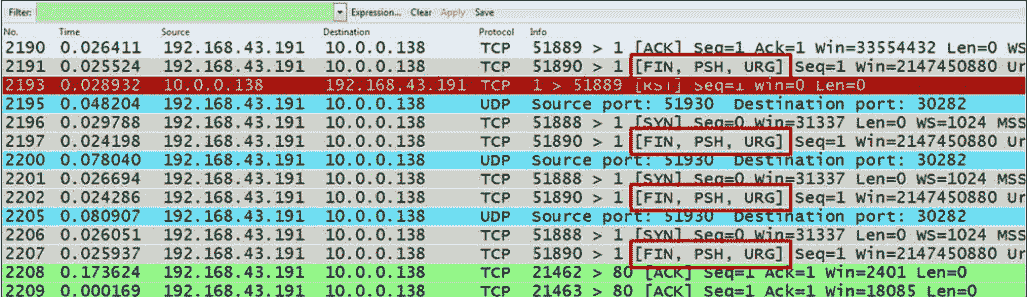 Filter: Expression... Clear Apply Save
No. Time Source Destination Protocol Info
2190 0.026411 192.168.43.191 10.0.0.138 TCP 51889 > 1 [ACK] Seq=1 Ack=1 Win=33554432 Len=0 WS
2191 0.025524 192.168.43.191 10.0.0.138 TCP 51890 > 1 [FIN, PSH, URG] Seq=1 Win=2147450880 Ur
2193 0.028932 10.0.0.138 192.168.43.191 TCP 1 > 51889 [RST] Seq=1 Win=0 Len=0
2195 0.048204 192.168.43.191 10.0.0.138 UDP Source port: 51930 Destination port: 30282
2196 0.029788 192.168.43.191 10.0.0.138 TCP 51888 > 1 [SYN] Seq=0 Win=31337 Len=0 WS=1024 MSS
2197 0.024198 192.168.43.191 10.0.0.138 TCP 51890 > 1 [FIN, PSH, URG] Seq=1 Win=2147450880 Ur
2200 0.078040 192.168.43.191 10.0.0.138 UDP Source port: 51930 Destination port: 30282
2201 0.026694 192.168.43.191 10.0.0.138 TCP 51888 > 1 [SYN] Seq=0 Win=31337 Len=0 WS=1024 MSS
2202 0.024286 192.168.43.191 10.0.0.138 TCP 51890 > 1 [FIN, PSH, URG] Seq=1 Win=2147450880 Ur
2205 0.080907 192.168.43.191 10.0.0.138 UDP Source port: 51930 Destination port: 30282
2206 0.026051 192.168.43.191 10.0.0.138 TCP 51888 > 1 [SYN] Seq=0 Win=31337 Len=0 WS=1024 MSS
2207 0.025937 192.168.43.191 10.0.0.138 TCP 51890 > 1 [FIN, PSH, URG] Seq=1 Win=2147450880 Ur
2208 0.173624 192.168.43.191 10.0.0.138 TCP 21462 > 80 [ACK] Seq=1 Ack=1 Win=2401 Len=0
2209 0.000169 192.168.43.191 10.0.0.138 TCP 21463 > 80 [ACK] Seq=1 Ack=1 Win=18085 Len=0